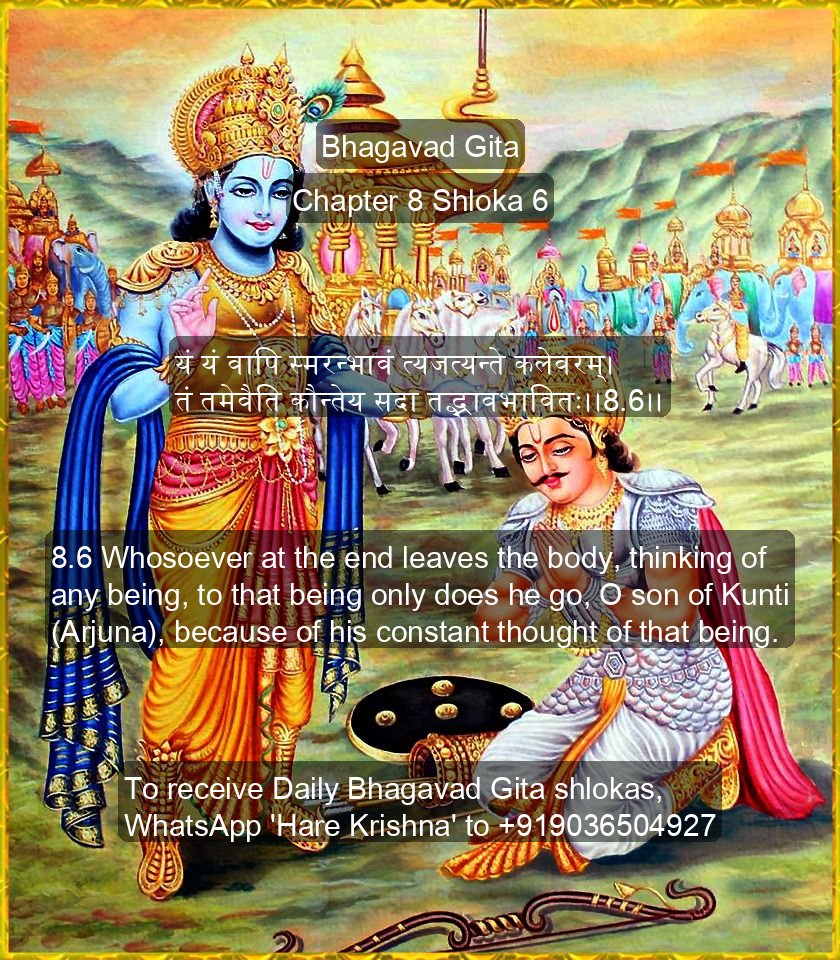 Bhagavad Gita
Chapter 8 Shloka 6
यं यं वापि स्मरन्भावं त्यजत्यन्ते कलेवरम्।
तं तमेवैति कौन्तेय सदा तद्भावभावितः।।8.6।।
8.6 Whosoever at the end leaves the body, thinking of
any being, to that being only does he go, O son of Kunti
(Arjuna), because of his constant thought of that being.
To receive Daily Bhagavad Gita shlokas,
WhatsApp 'Hare Krishna' to +919036504927